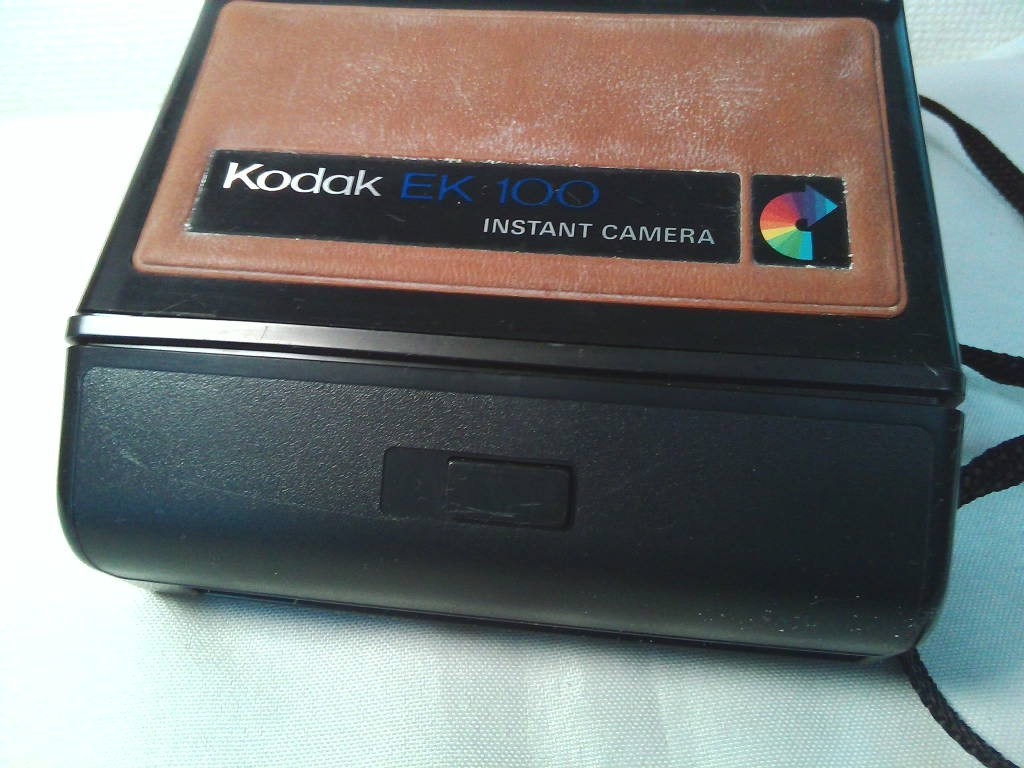 Kodak EK 100
INSTANT CAMERA